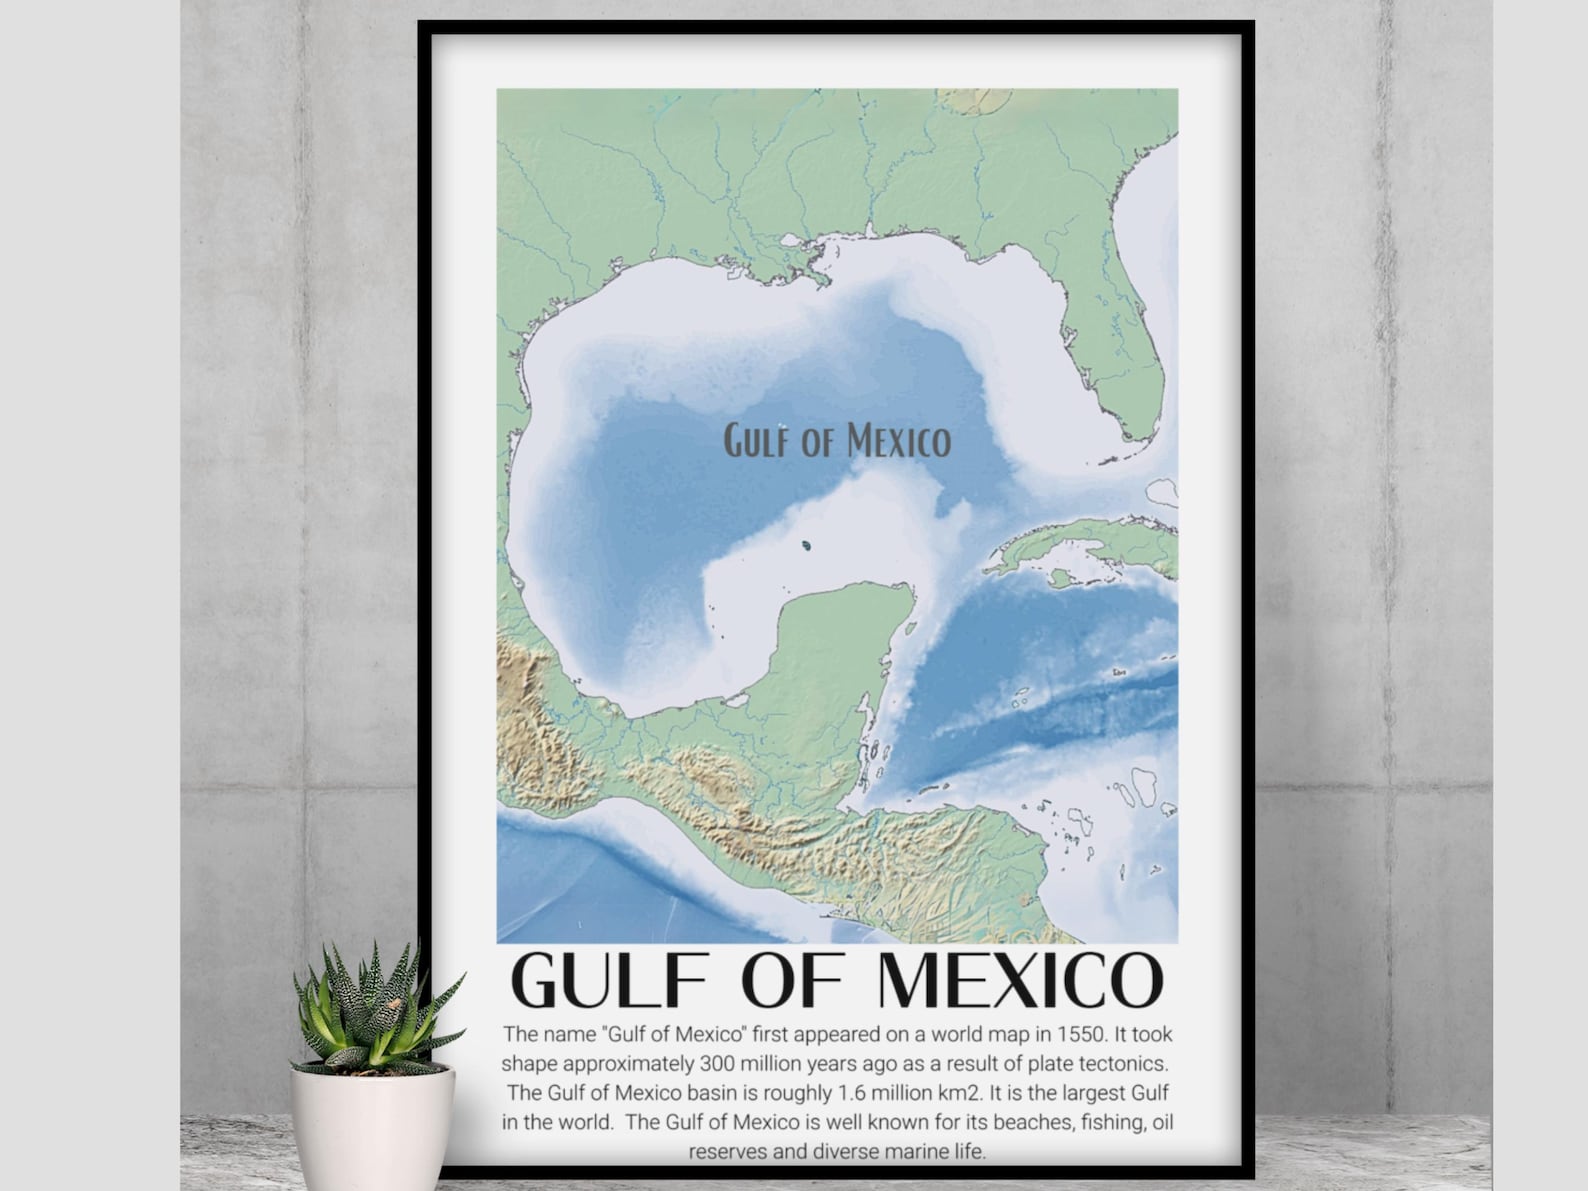 Gulf of Mexico
GULF OF MEXICO
The name "Gulf of Mexico" first appeared on a world map in 1550. It took
shape approximately 300 million years ago as a result of plate tectonics.
The Gulf of Mexico basin is roughly 1.6 million km2. It is the largest Gulf
in the world.  The Gulf of Mexico is well known for its beaches, fishing, oil
reserves and diverse marine life.